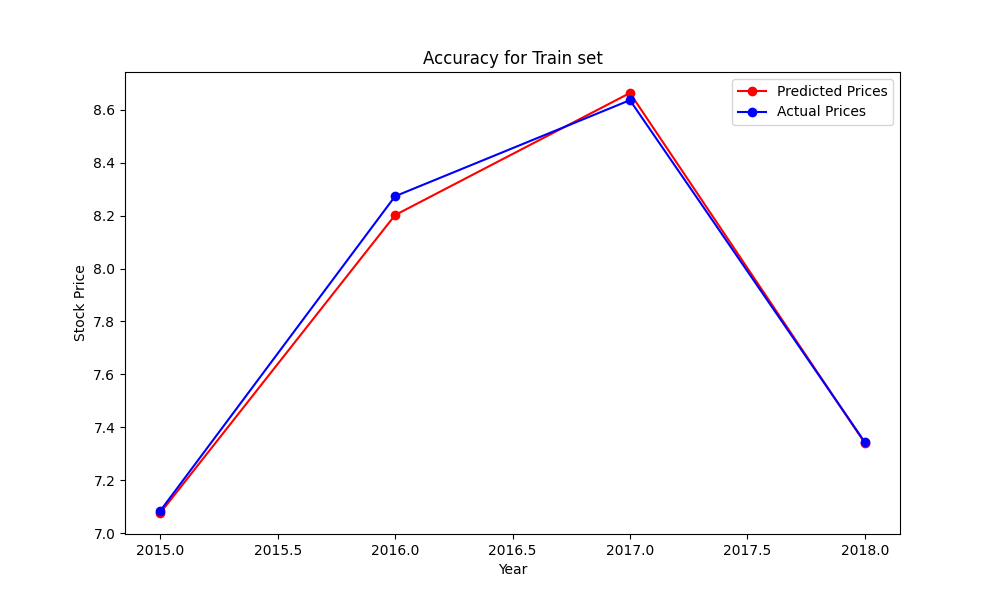 Accuracy for Train set
Predicted Prices
Actual Prices
Stock Price
8.6
8.4
8.2
8.0
7.8
7.6
7.4
7.2
7.0
2015.0 2015.5 2016.0 2016.5 2017.0 2017.5 2018.0
Year